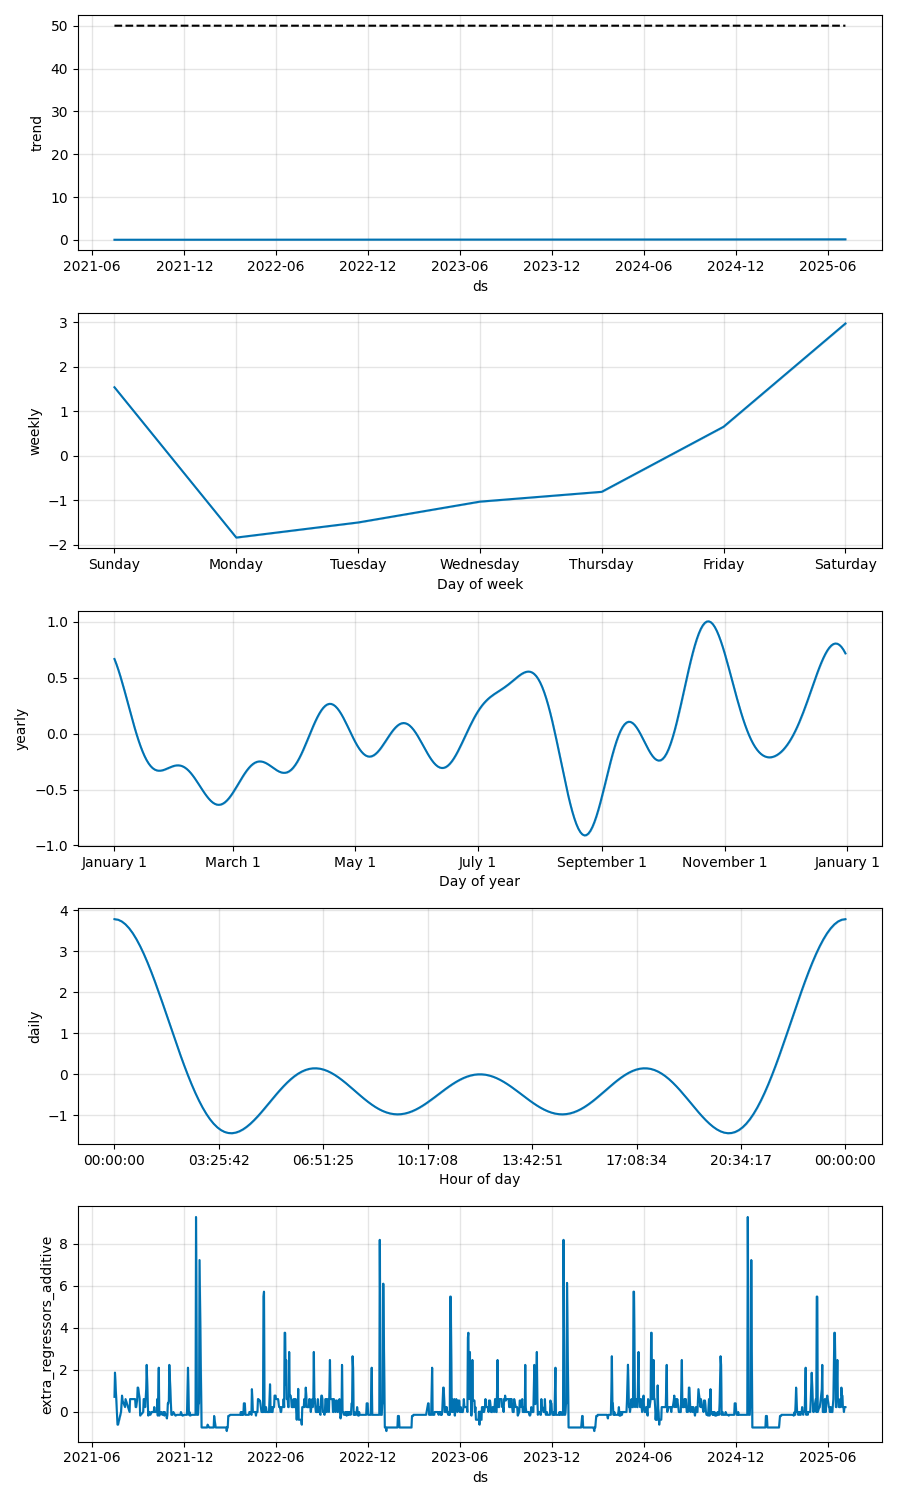 50
40
30
20
10
0
trend
2021-06 2021-12 2022-06 2022-12 2023-06 2023-12 2024-06 2024-12 2025-06
ds
3
2
1
0
−1
−2
weekly
Sunday Monday Tuesday Wednesday Thursday Friday Saturday
Day of week
1.0
0.5
0.0
−0.5
−1.0
yearly
January 1 March 1 May 1 July 1 September 1 November 1 January 1
Day of year
4
3
2
1
0
−1
daily
00:00:00 03:25:42 06:51:25 10:17:08 13:42:51 17:08:34 20:34:17 00:00:00
Hour of day
8
6
4
2
0
extra_regressors_additive
2021-06 2021-12 2022-06 2022-12 2023-06 2023-12 2024-06 2024-12 2025-06
ds